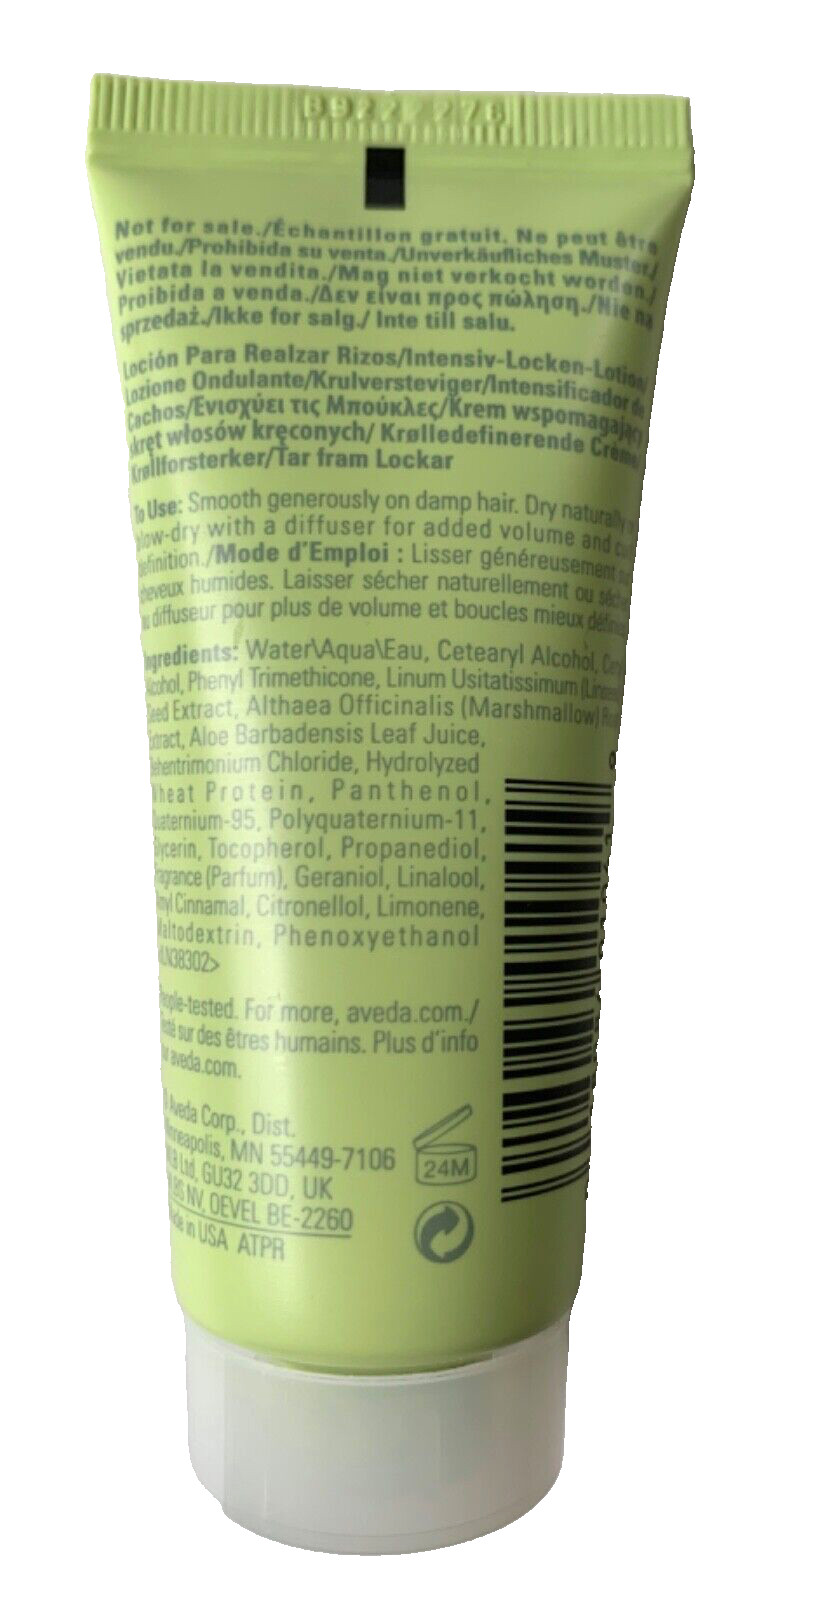 B9222 276
Not for sale./Échantillon gratuit. Ne peut être
vendu./Prohibida su venta./Unverkäufliches Muster/
Vietata la vendita./Mag niet verkocht worden./
Proibida a venda./Δεν είναι προς πώληση./Nie na
sprzedaż./Ikke for salg./ Inte till salu.
Loción Para Realzar Rizos/Intensiv-Locken-Lotion/
Lozione Ondulante/Krulversteviger/Intensificador de
Cachos/Ενισχύει τις Μπούκλες/Krem wspomagający
skręt włosów kręconych/ Krølledefinerende Crème/
Krøllforsterker/Tar fram Lockar
To Use: Smooth generously on damp hair. Dry naturally
blow-dry with a diffuser for added volume and
definition./Mode d'Emploi : Lisser généreusement
cheveux humides. Laisser sécher naturellement ou
au diffuseur pour plus de volume et boucles mieux
Ingredients: Water\Aqua\Eau, Cetearyl Alcohol,
Alcohol, Phenyl Trimethicone, Linum Usitatissimum
Seed Extract, Althaea Officinalis (Marshmallow)
Extract, Aloe Barbadensis Leaf Juice,
Behentrimonium Chloride, Hydrolyzed
Wheat Protein, Panthenol,
Quaternium-95, Polyquaternium-11,
Glycerin, Tocopherol, Propanediol,
Fragrance (Parfum), Geraniol, Linalool,
Amyl Cinnamal, Citronellol, Limonene,
Maltodextrin, Phenoxyethanol
ILN38302>
People-tested. For more, aveda.com./
Testé sur des êtres humains. Plus d'info
sur aveda.com.
Aveda Corp., Dist.
Minneapolis, MN 55449-7106
Ltd, GU32 3DD, UK
BS NV, OEVEL BE-2260
Made in USA ATPR
24M